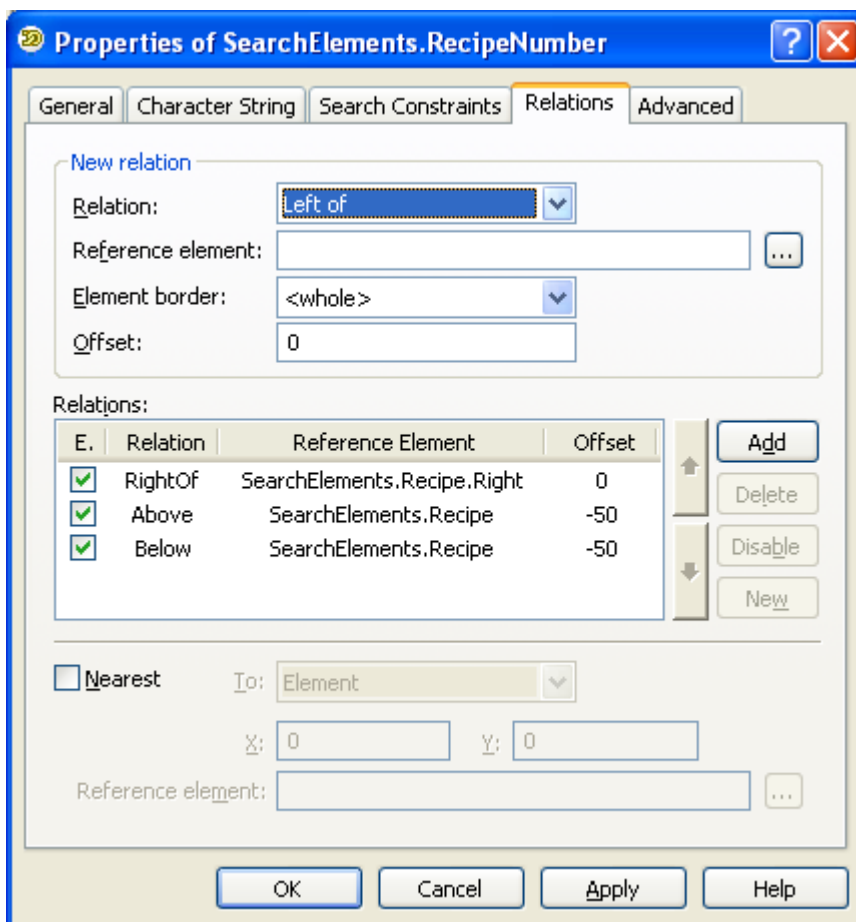 Properties of SearchElements.RecipeNumber
General Character String Search Constraints Relations Advanced
New relation
Relation: Left of
Reference element: ...
Element border: <whole>
Offset: 0
Relations:
E. Relation Reference Element Offset
RightOf SearchElements.Recipe.Right 0
Above SearchElements.Recipe -50
Below SearchElements.Recipe -50
Add
Delete
Disable
New
Nearest To: Element
X: 0 Y: 0
Reference element: ...
OK Cancel Apply Help